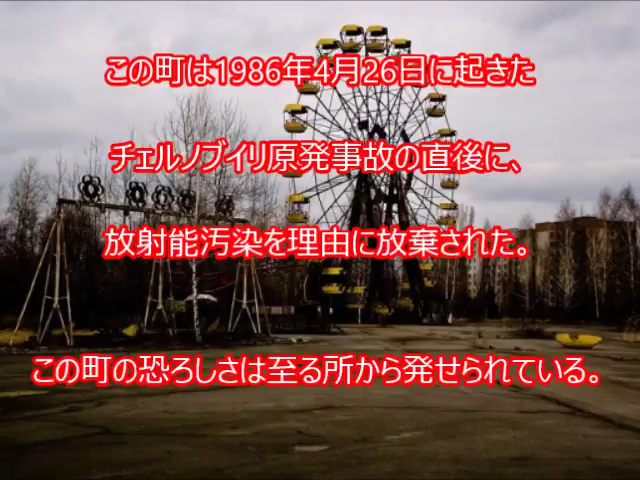 この町は1986年4月26日に起きた
チェルノブイリ原発事故の直後に、
放射能汚染を理由に放棄された。
この町の恐ろしさは至る所から発せられている。